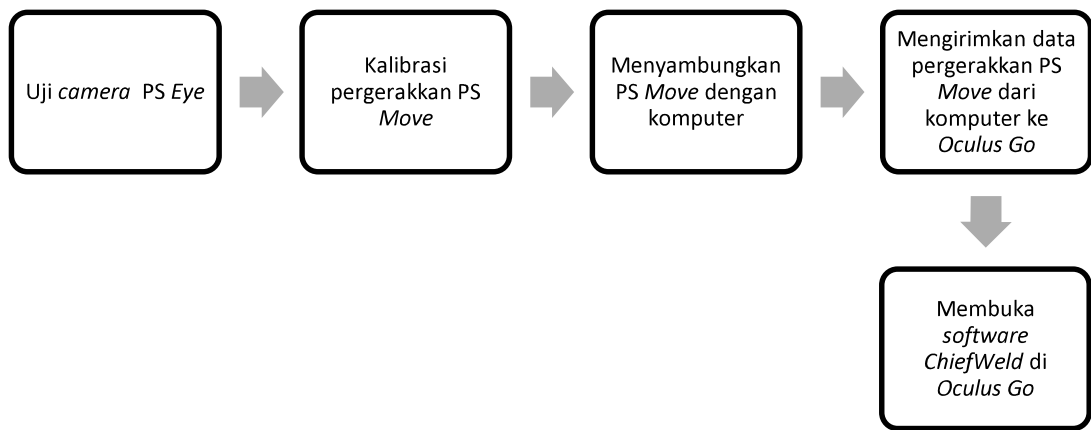 Uji camera PS Eye
Kalibrasi
pergerakkan PS
Move
Menyambungkan
PS Move dengan
komputer
Mengirimkan data
pergerakkan PS
Move dari
komputer ke
Oculus Go
Membuka
software
ChiefWeld di
Oculus Go